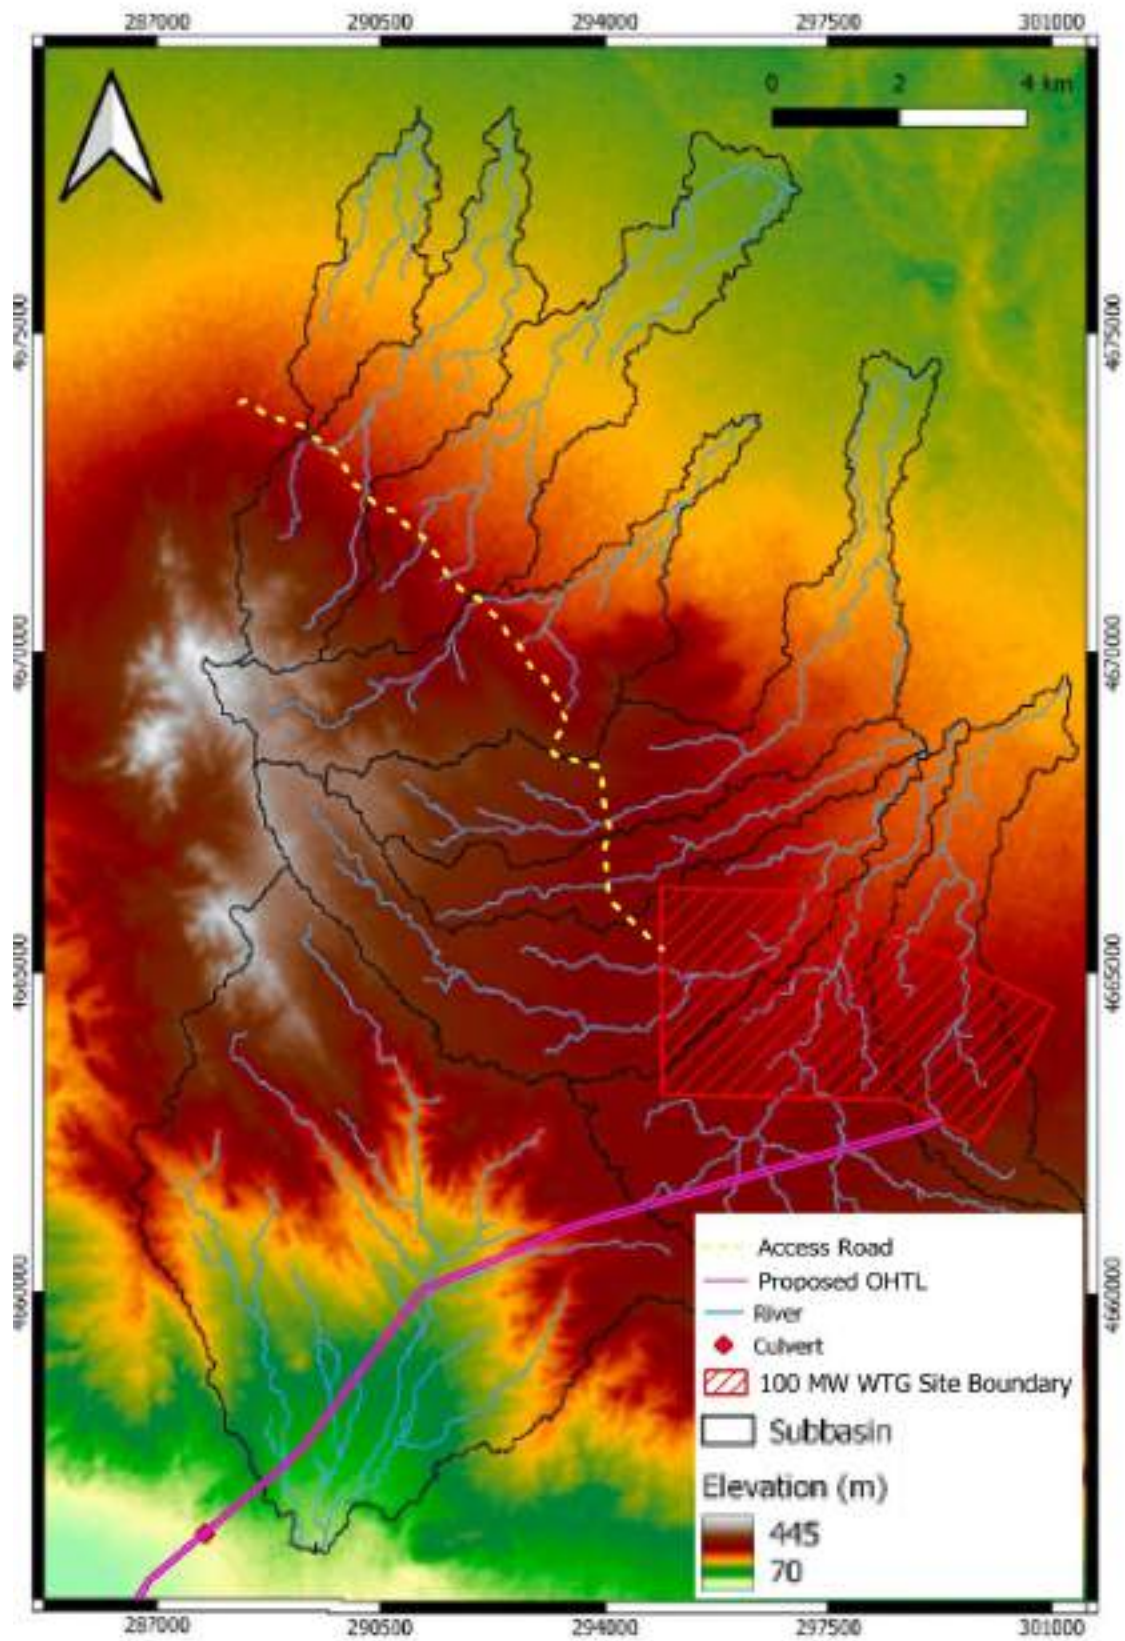 287000 290500 294000 297500 301000
0 2 4 km
4675000 4675000
4670000 4670000
4665000 4665000
4660000 4660000
Access Road
Proposed OHTL
River
Culvert
100 MW WTG Site Boundary
Subbasin
Elevation (m)
445
70
287000 290500 294000 297500 301000